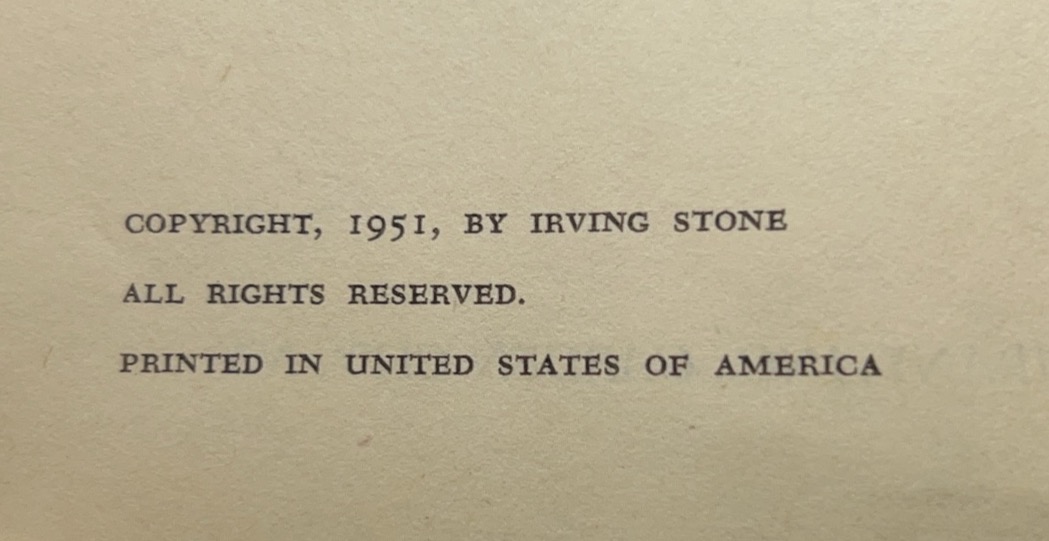 COPYRIGHT, 1951, BY IRVING STONE
ALL RIGHTS RESERVED.
PRINTED IN UNITED STATES OF AMERICA